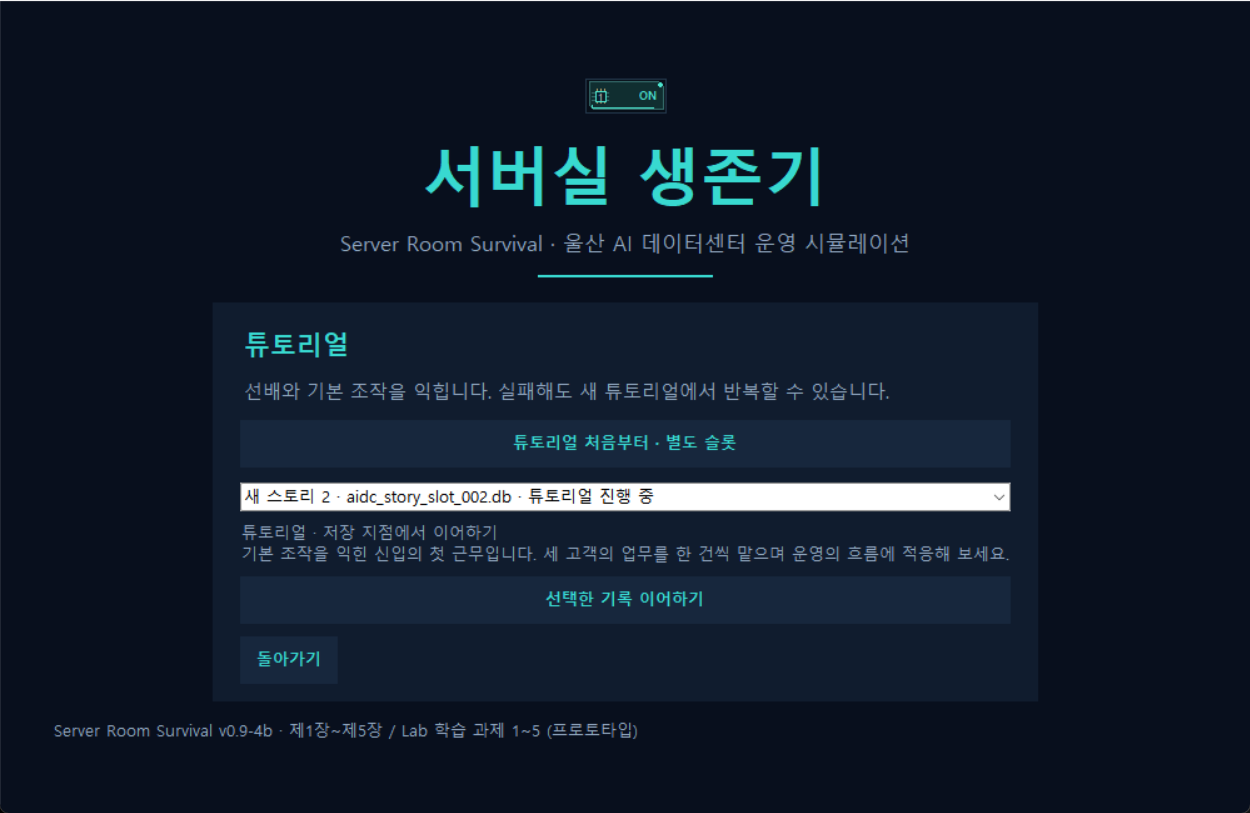 ON
서버실 생존기
Server Room Survival · 울산 AI 데이터센터 운영 시뮬레이션
튜토리얼
선배와 기본 조작을 익힙니다. 실패해도 새 튜토리얼에서 반복할 수 있습니다.
튜토리얼 처음부터 · 별도 슬롯
새 스토리 2 · aidc_story_slot_002.db · 튜토리얼 진행 중
튜토리얼 · 저장 지점에서 이어하기
기본 조작을 익힌 신입의 첫 근무입니다. 세 고객의 업무를 한 건씩 맡으며 운영의 흐름에 적응해 보세요.
선택한 기록 이어하기
돌아가기
Server Room Survival v0.9-4b · 제1장~제5장 / Lab 학습 과제 1~5 (프로토타입)